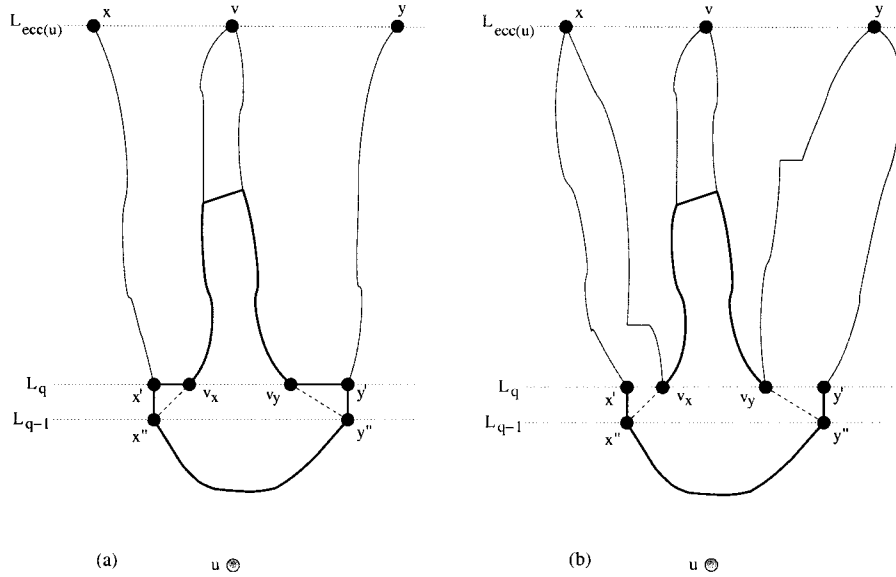 L_ecc(u) x v y
L_q x' v_x v_y y'
L_q-1 x" y"
(a) u
L_ecc(u) x v y
L_q x' v_x v_y y'
L_q-1 x" y"
(b) u